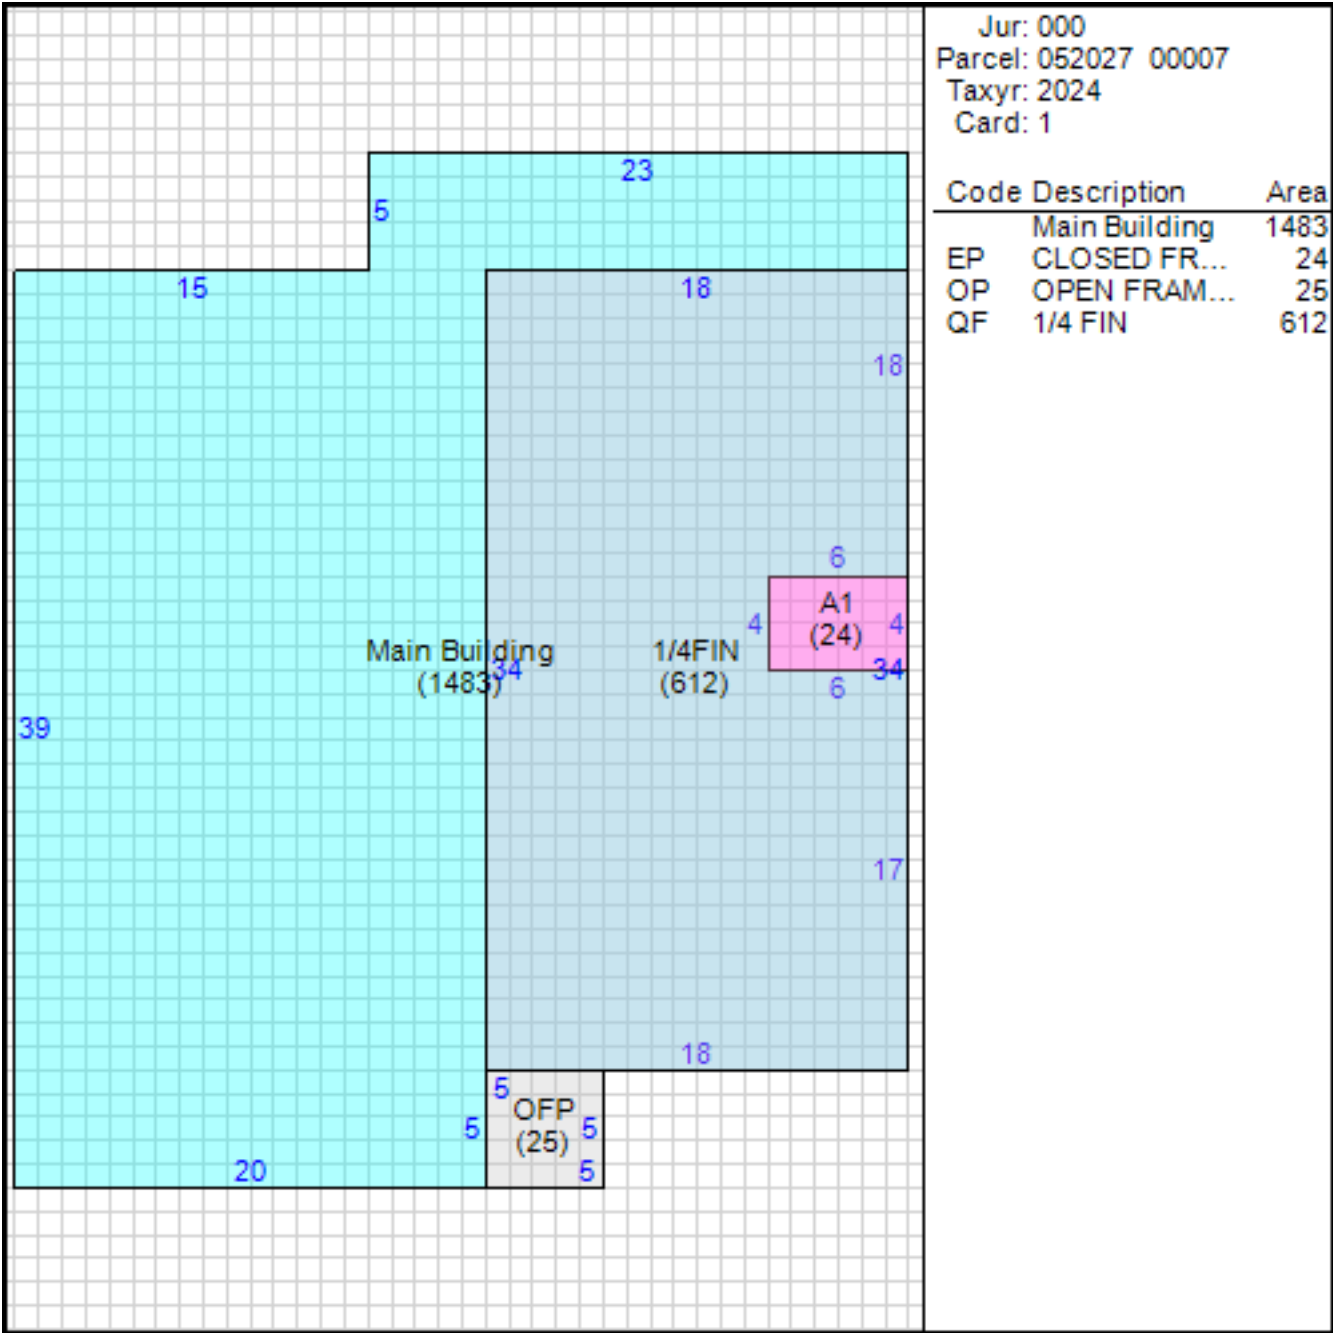 Jur: 000
Parcel: 052027 00007
Taxyr: 2024
Card: 1
Code Description Area
Main Building 1483
EP CLOSED FR... 24
OP OPEN FRAM... 25
QF 1/4 FIN 612
23
5
15
18
18
6
A1
(24)
4
4
Main Building
(1483)
34
1/4FIN
(612)
34
6
39
17
18
5
OFP
(25)
5
5
20
5